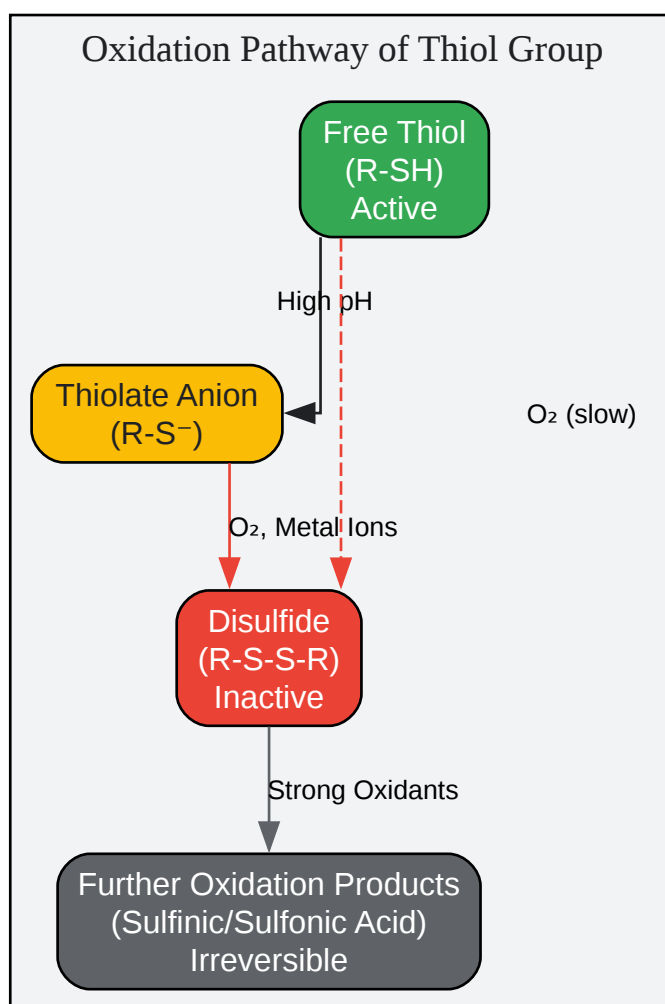 Oxidation Pathway of Thiol Group
Free Thiol
(R-SH)
Active
High pH
Thiolate Anion
(R-S⁻)
O₂ (slow)
O₂, Metal Ions
Disulfide
(R-S-S-R)
Inactive
Strong Oxidants
Further Oxidation Products
(Sulfinic/Sulfonic Acid)
Irreversible